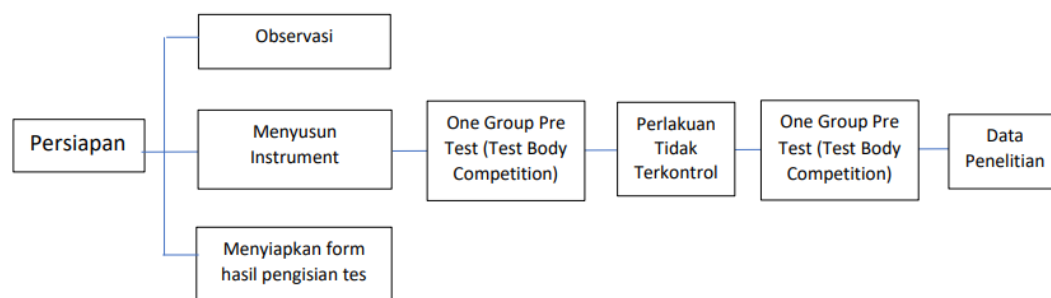 Persiapan
Observasi
Menyusun
Instrument
Menyiapkan form
hasil pengisian tes
One Group Pre
Test (Test Body
Competition)
Perlakuan
Tidak
Terkontrol
One Group Pre
Test (Test Body
Competition)
Data
Penelitian